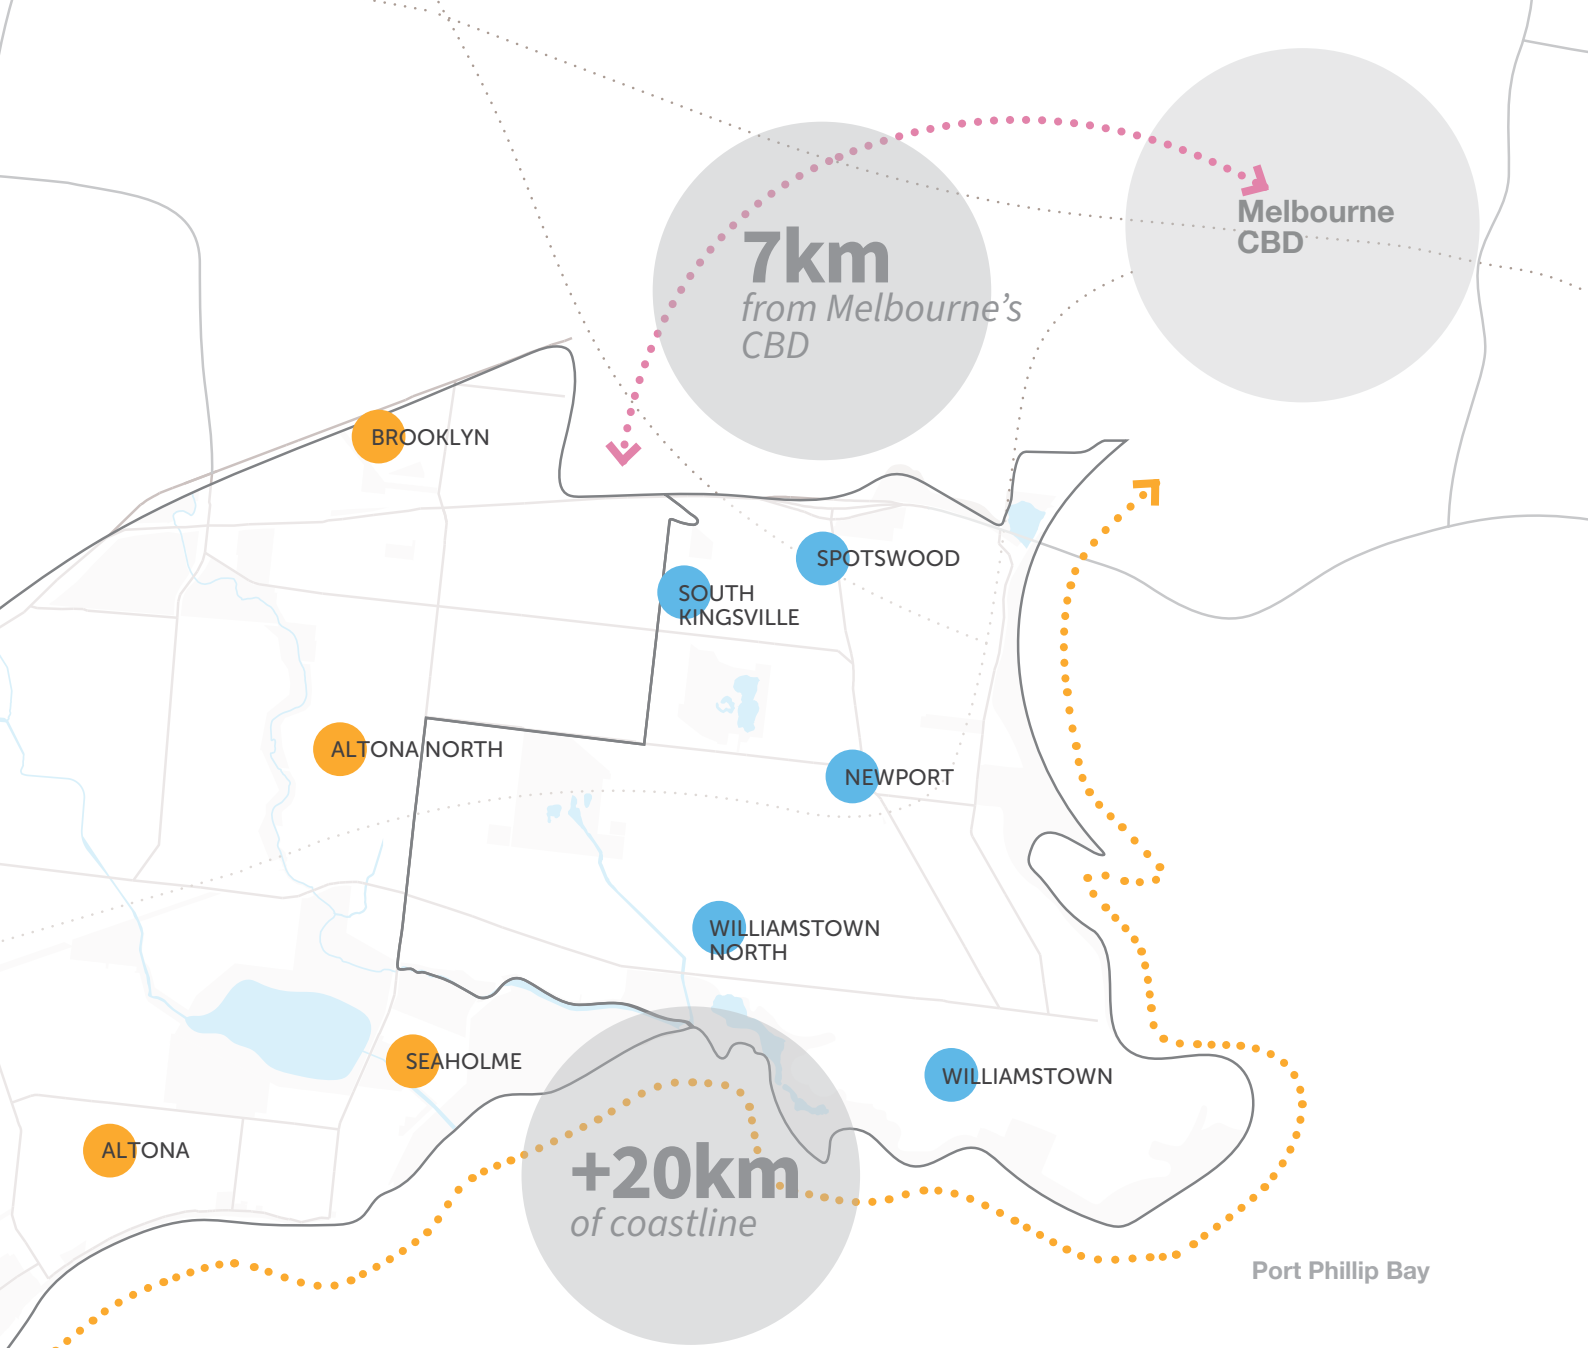 Melbourne
CBD
7km
from Melbourne’s
CBD
BROOKLYN
SPOTSWOOD
SOUTH
KINGSVILLE
ALTONA NORTH
NEWPORT
WILLIAMSTOWN
NORTH
SEAHOLME
WILLIAMSTOWN
ALTONA
+20km
of coastline
Port Phillip Bay